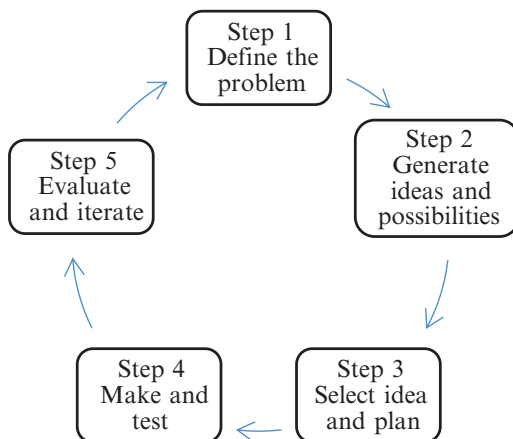 Step 1
Define the
problem
Step 2
Generate
ideas and
possibilities
Step 3
Select idea
and plan
Step 4
Make and
test
Step 5
Evaluate
and iterate